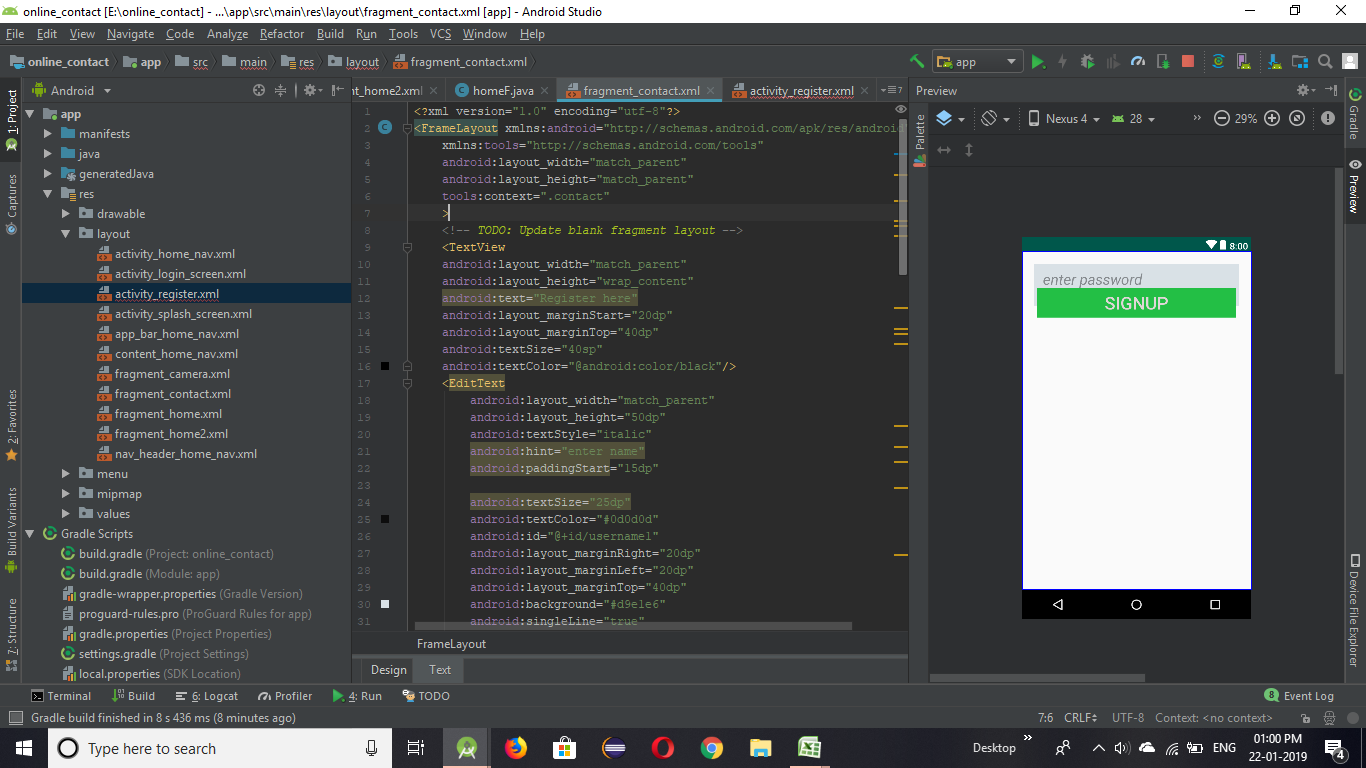 online_contact [E:\online_contact] - ...\app\src\main\res\layout\fragment_contact.xml [app] - Android Studio
File Edit View Navigate Code Analyze Refactor Build Run Tools VCS Window Help
online_contact app src main res layout fragment_contact.xml app
Android nt_home2.xml homeF.java fragment_contact.xml activity_register.xml 7 Preview
1: Project
Captures
2: Favorites
Build Variants
7: Structure
app
manifests
java
generatedJava
res
drawable
layout
activity_home_nav.xml
activity_login_screen.xml
activity_register.xml
activity_splash_screen.xml
app_bar_home_nav.xml
content_home_nav.xml
fragment_camera.xml
fragment_contact.xml
fragment_home.xml
fragment_home2.xml
nav_header_home_nav.xml
menu
mipmap
values
Gradle Scripts
build.gradle (Project: online_contact)
build.gradle (Module: app)
gradle-wrapper.properties (Gradle Version)
proguard-rules.pro (ProGuard Rules for app)
gradle.properties (Project Properties)
settings.gradle (Project Settings)
local.properties (SDK Location)
1 <?xml version="1.0" encoding="utf-8"?>
2 <FrameLayout xmlns:android="http://schemas.android.com/apk/res/android
3 xmlns:tools="http://schemas.android.com/tools"
4 android:layout_width="match_parent"
5 android:layout_height="match_parent"
6 tools:context=".contact"
7 >
8 <!-- TODO: Update blank fragment layout -->
9 <TextView
10 android:layout_width="match_parent"
11 android:layout_height="wrap_content"
12 android:text="Register here"
13 android:layout_marginStart="20dp"
14 android:layout_marginTop="40dp"
15 android:textSize="40sp"
16 android:textColor="@android:color/black"/>
17 <EditText
18 android:layout_width="match_parent"
19 android:layout_height="50dp"
20 android:textStyle="italic"
21 android:hint="enter name"
22 android:paddingStart="15dp"
23
24 android:textSize="25dp"
25 android:textColor="#0d0d0d"
26 android:id="@+id/username1"
27 android:layout_marginRight="20dp"
28 android:layout_marginLeft="20dp"
29 android:layout_marginTop="40dp"
30 android:background="#d9e1e6"
31 android:singleLine="true"
FrameLayout
Design Text
Palette
Nexus 4 28 29%
8:00
enter password
SIGNUP
Gradle
Preview
Device File Explorer
Terminal Build 6: Logcat Profiler 4: Run TODO 8 Event Log
Gradle build finished in 8 s 436 ms (8 minutes ago) 7:6 CRLF UTF-8 Context: <no context>
Type here to search Desktop ENG 01:00 PM
22-01-2019 4